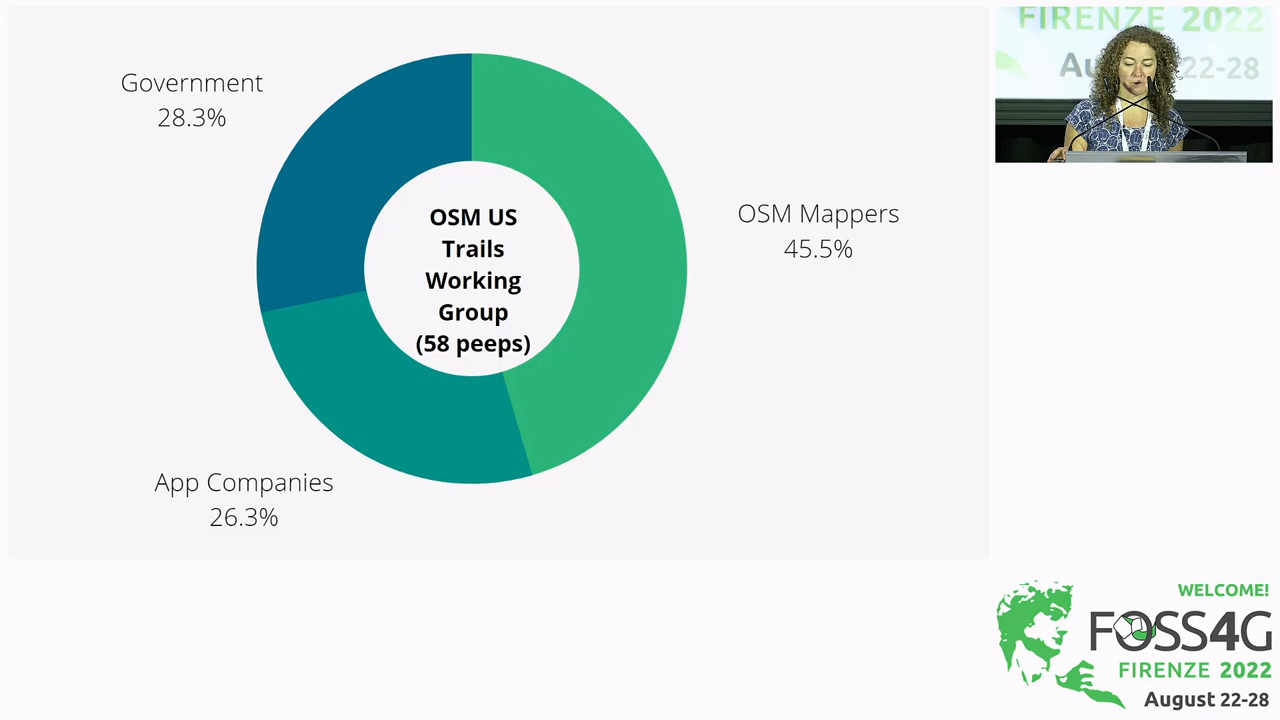 Government
28.3%
OSM US
Trails
Working
Group
(58 peeps)
OSM Mappers
45.5%
App Companies
26.3%
FIRENZE 2022
Au 22-28
WELCOME!
FOSS4G
FIRENZE 2022
August 22-28